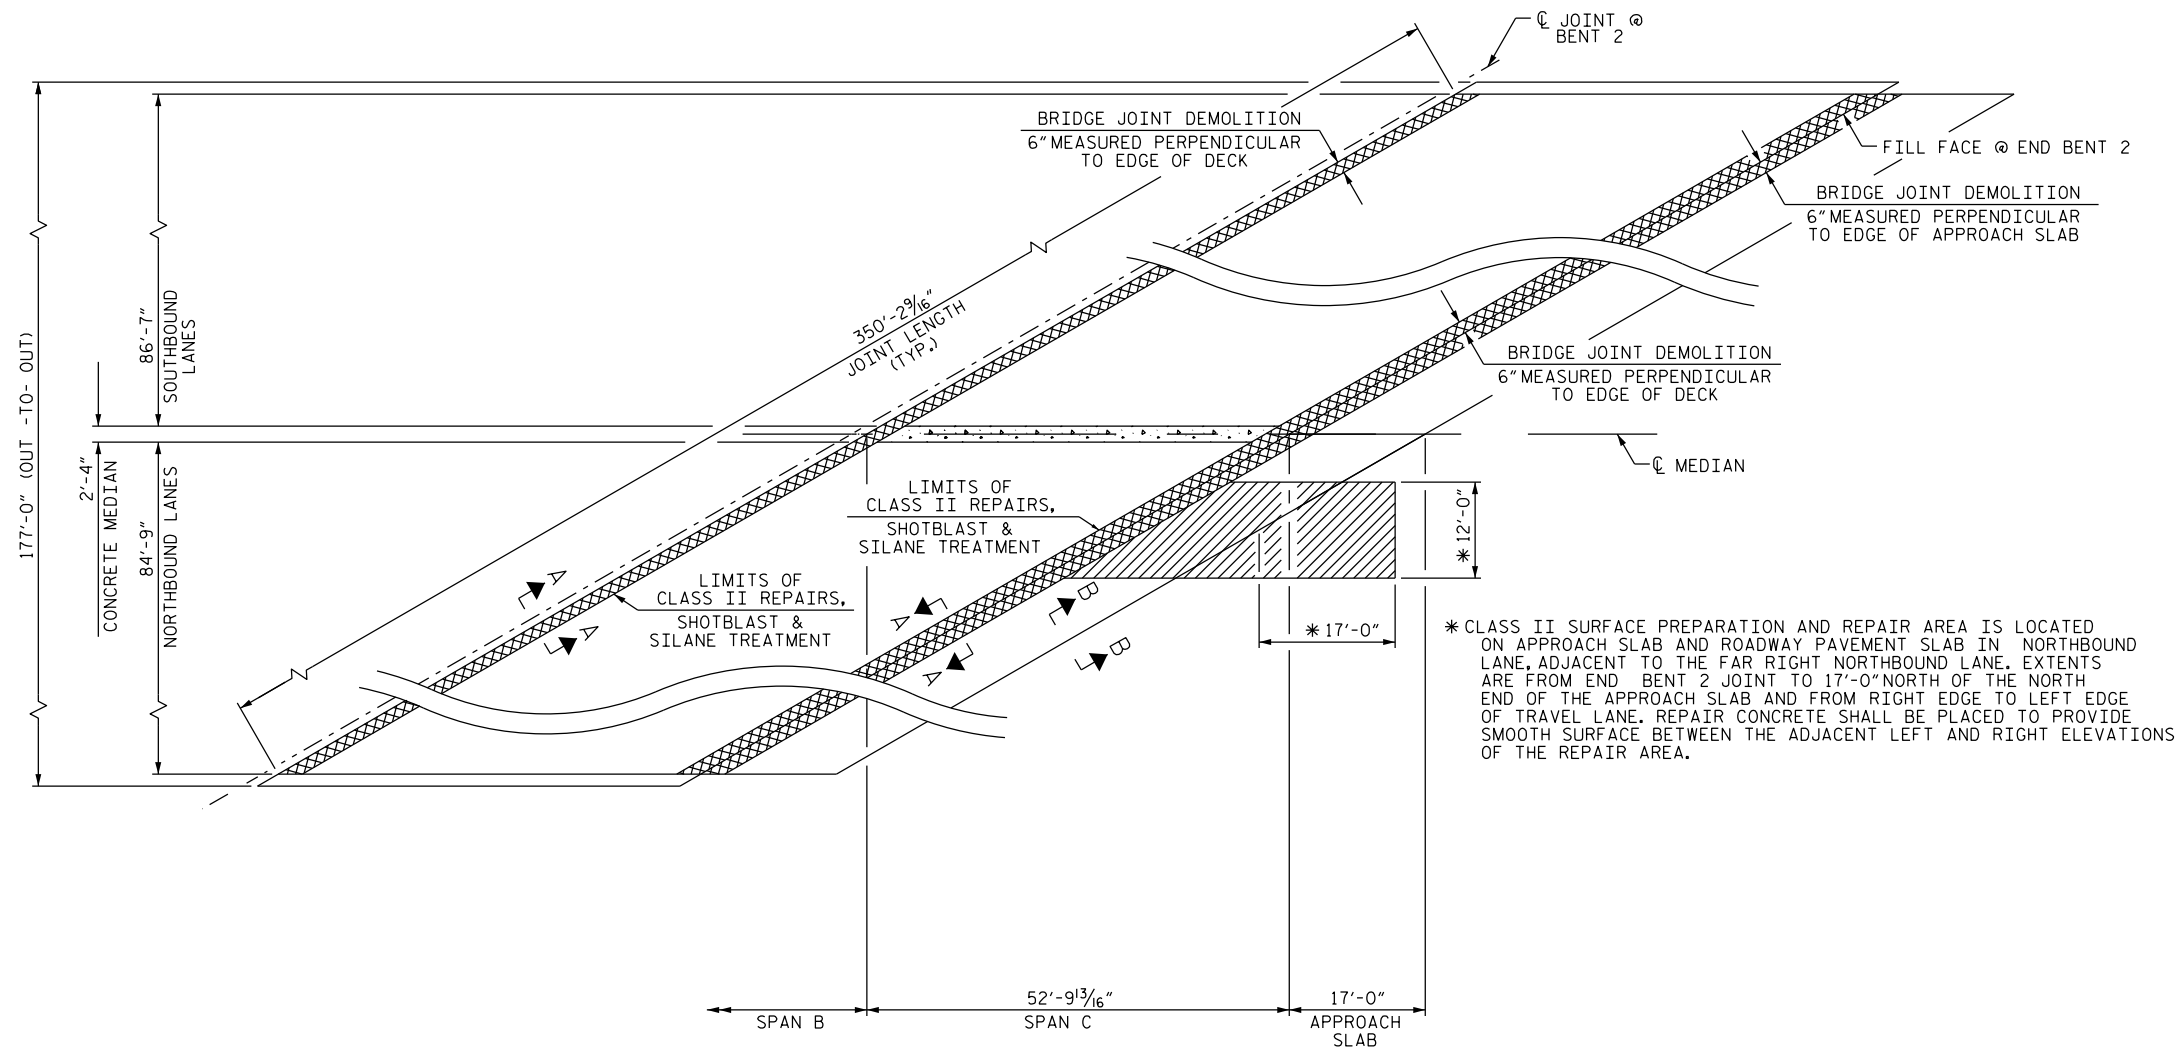 ℄ JOINT @
BENT 2
BRIDGE JOINT DEMOLITION
6" MEASURED PERPENDICULAR
TO EDGE OF DECK
FILL FACE @ END BENT 2
BRIDGE JOINT DEMOLITION
6" MEASURED PERPENDICULAR
TO EDGE OF APPROACH SLAB
177'-0" (OUT -TO- OUT)
86'-7"
SOUTHBOUND
LANES
350'-2 9/16"
JOINT LENGTH
(TYP.)
BRIDGE JOINT DEMOLITION
6" MEASURED PERPENDICULAR
TO EDGE OF DECK
2'-4"
CONCRETE MEDIAN
84'-9"
NORTHBOUND LANES
℄ MEDIAN
LIMITS OF
CLASS II REPAIRS,
SHOTBLAST &
SILANE TREATMENT
*12'-0"
A
A
LIMITS OF
CLASS II REPAIRS,
SHOTBLAST &
SILANE TREATMENT
A
A
B
B
*17'-0"
* CLASS II SURFACE PREPARATION AND REPAIR AREA IS LOCATED
ON APPROACH SLAB AND ROADWAY PAVEMENT SLAB IN NORTHBOUND
LANE, ADJACENT TO THE FAR RIGHT NORTHBOUND LANE. EXTENTS
ARE FROM END BENT 2 JOINT TO 17'-0" NORTH OF THE NORTH
END OF THE APPROACH SLAB AND FROM RIGHT EDGE TO LEFT EDGE
OF TRAVEL LANE. REPAIR CONCRETE SHALL BE PLACED TO PROVIDE
SMOOTH SURFACE BETWEEN THE ADJACENT LEFT AND RIGHT ELEVATIONS
OF THE REPAIR AREA.
SPAN B
52'-9 13/16"
SPAN C
17'-0"
APPROACH
SLAB